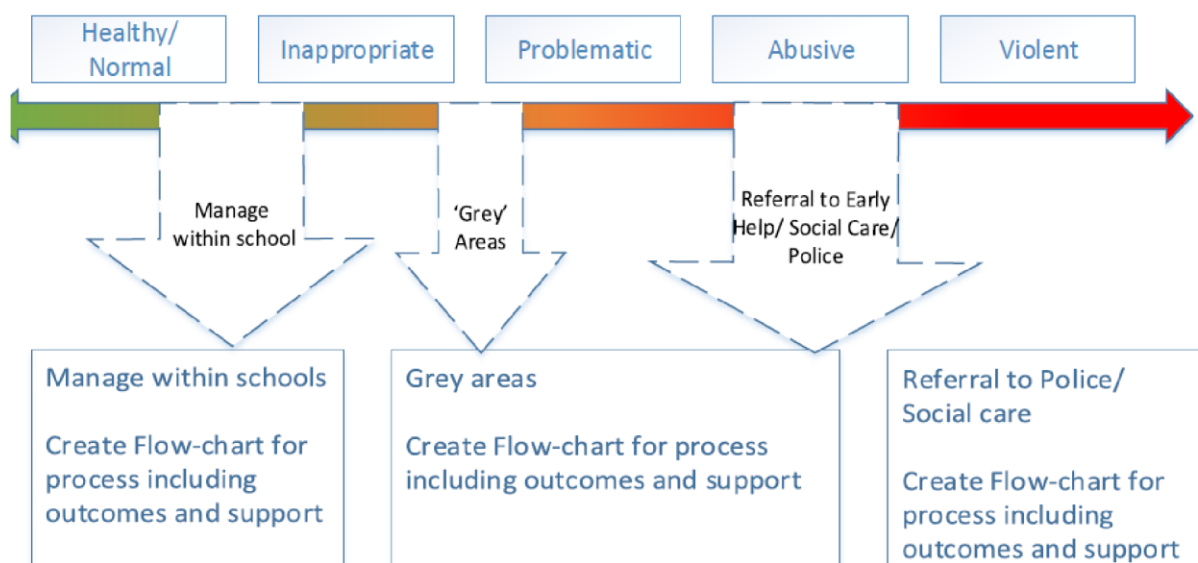 Healthy/
Normal
Inappropriate
Problematic
Abusive
Violent
Manage
within school
‘Grey’
Areas
Referral to Early
Help/ Social Care/
Police
Manage within schools
Create Flow-chart for
process including
outcomes and support
Grey areas
Create Flow-chart for process
including outcomes and support
Referral to Police/
Social care
Create Flow-chart for
process including
outcomes and support